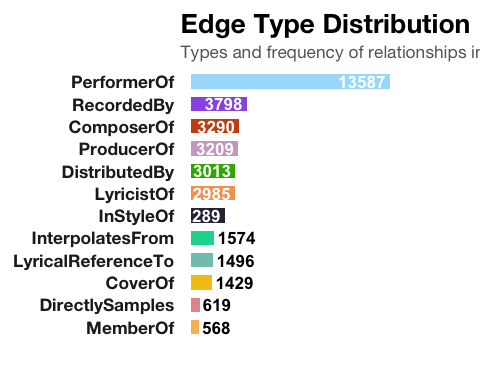 Edge Type Distribution
Types and frequency of relationships in
PerformerOf 13587
RecordedBy 3798
ComposerOf 3290
ProducerOf 3209
DistributedBy 3013
LyricistOf 2985
InStyleOf 289
InterpolatesFrom 1574
LyricalReferenceTo 1496
CoverOf 1429
DirectlySamples 619
MemberOf 568